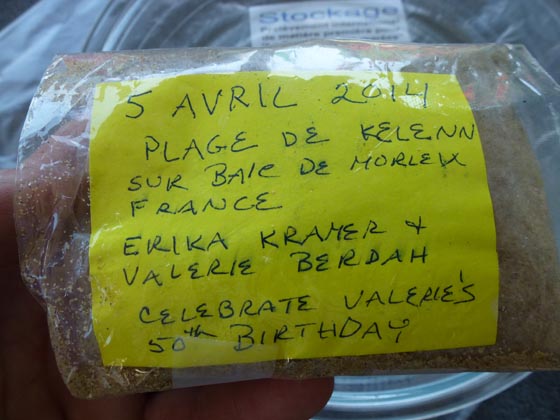 Stockage
5 AVRIL 2014
PLAGE DE KELENN
SUR BAIE DE MORLEIX
FRANCE
ERIKA KRAMER &
VALERIE BERDAH
CELEBRATE VALERIE'S
50th BIRTHDAY